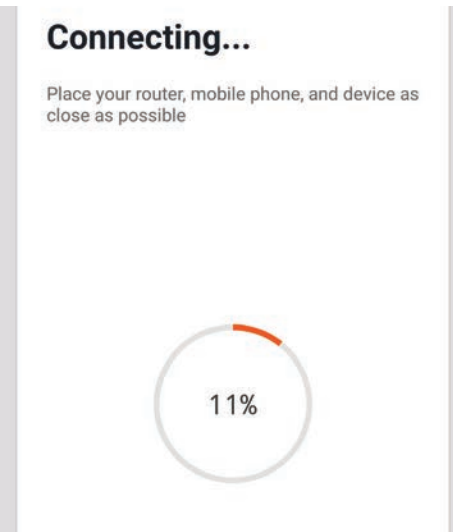 Connecting...
Place your router, mobile phone, and device as
close as possible
11%